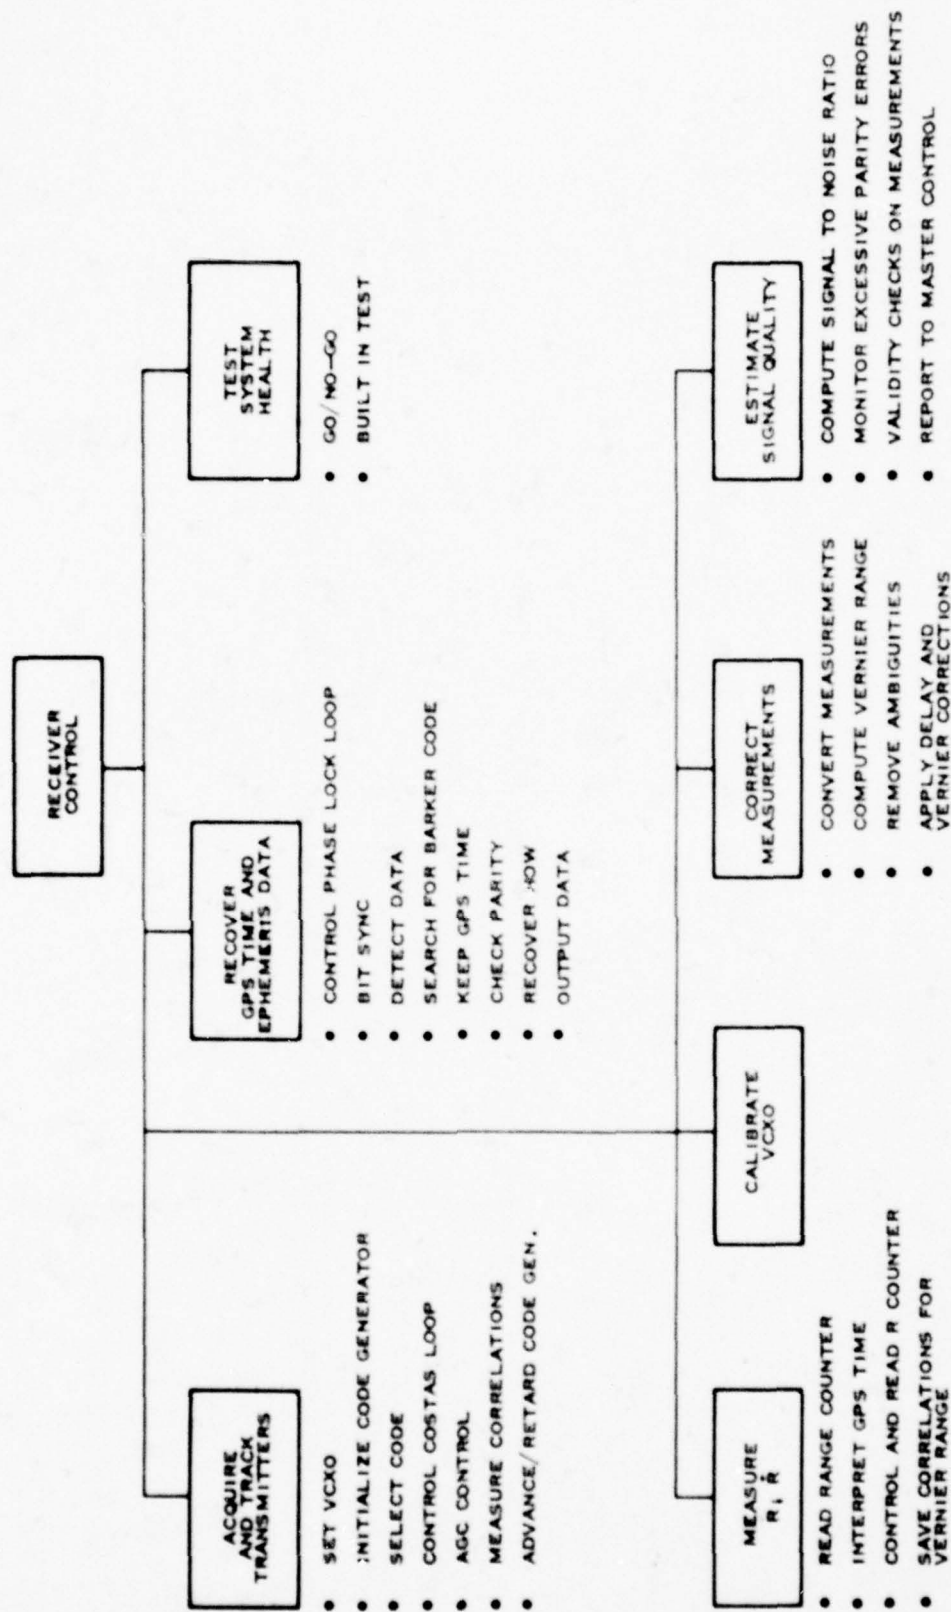 RECEIVER
CONTROL
ACQUIRE
AND TRACK
TRANSMITTERS
• SET VCXO
• INITIALIZE CODE GENERATOR
• SELECT CODE
• CONTROL COSTAS LOOP
• AGC CONTROL
• MEASURE CORRELATIONS
• ADVANCE/RETARD CODE GEN.
RECOVER
GPS TIME AND
EPHEMERIS DATA
• CONTROL PHASE LOCK LOOP
• BIT SYNC
• DETECT DATA
• SEARCH FOR BARKER CODE
• KEEP GPS TIME
• CHECK PARITY
• RECOVER HOW
• OUTPUT DATA
TEST
SYSTEM
HEALTH
• GO/NO-GO
• BUILT IN TEST
MEASURE
R, Ṙ
• READ RANGE COUNTER
• INTERPRET GPS TIME
• CONTROL AND READ R COUNTER
• SAVE CORRELATIONS FOR
VERNIER RANGE
CALIBRATE
VCXO
CORRECT
MEASUREMENTS
• CONVERT MEASUREMENTS
• COMPUTE VERNIER RANGE
• REMOVE AMBIGUITIES
• APPLY DELAY AND
VERNIER CORRECTIONS
ESTIMATE
SIGNAL QUALITY
• COMPUTE SIGNAL TO NOISE RATIO
• MONITOR EXCESSIVE PARITY ERRORS
• VALIDITY CHECKS ON MEASUREMENTS
• REPORT TO MASTER CONTROL